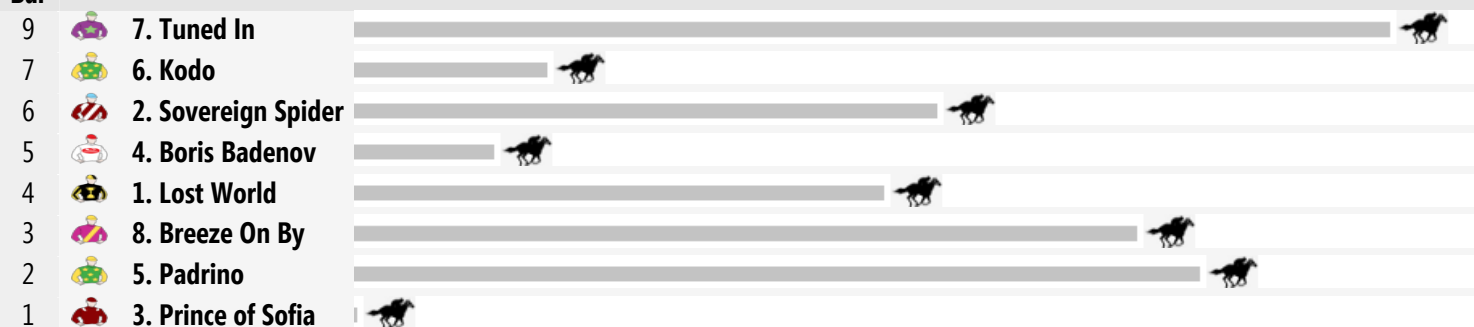 9 7. Tuned In
7 6. Kodo
6 2. Sovereign Spider
5 4. Boris Badenov
4 1. Lost World
3 8. Breeze On By
2 5. Padrino
1 3. Prince of Sofia